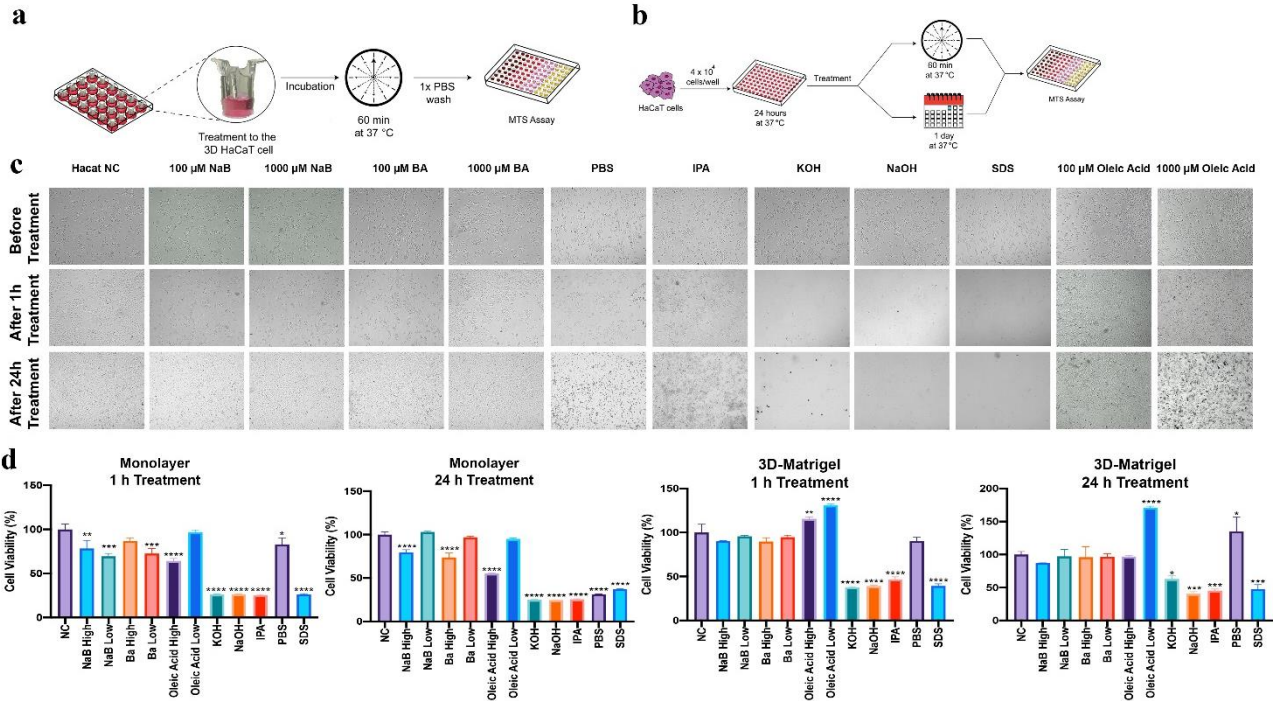 a
Treatment to the
3D HaCaT cell
Incubation
60 min
at 37 °C
1x PBS
wash
MTS Assay
b
HaCaT cells
4 x 10⁴
cells/well
24 hours
at 37 °C
Treatment
60 min
at 37 °C
1 day
at 37°C
MTS Assay
c
Hacat NC
100 µM NaB
1000 µM NaB
100 µM BA
1000 µM BA
PBS
IPA
KOH
NaOH
SDS
100 µM Oleic Acid
1000 µM Oleic Acid
Before
Treatment
After 1h
Treatment
After 24h
Treatment
d
Monolayer
1 h Treatment
Cell Viability (%)
150
100
50
0
**
***
***
****
****
****
****
*
****
NC
NaB High
NaB Low
Ba High
Ba Low
Oleic Acid High
Oleic Acid Low
KOH
NaOH
IPA
PBS
SDS
Monolayer
24 h Treatment
Cell Viability (%)
150
100
50
0
****
****
****
****
****
****
****
****
NC
NaB High
NaB Low
Ba High
Ba Low
Oleic Acid High
Oleic Acid Low
KOH
NaOH
IPA
PBS
SDS
3D-Matrigel
1 h Treatment
Cell Viability (%)
150
100
50
0
**
****
****
****
****
****
NC
NaB High
NaB Low
Ba High
Ba Low
Oleic Acid High
Oleic Acid Low
KOH
NaOH
IPA
PBS
SDS
3D-Matrigel
24 h Treatment
Cell Viability (%)
200
150
100
50
0
****
*
***
***
*
***
NC
NaB High
NaB Low
Ba High
Ba Low
Oleic Acid High
Oleic Acid Low
KOH
NaOH
IPA
PBS
SDS